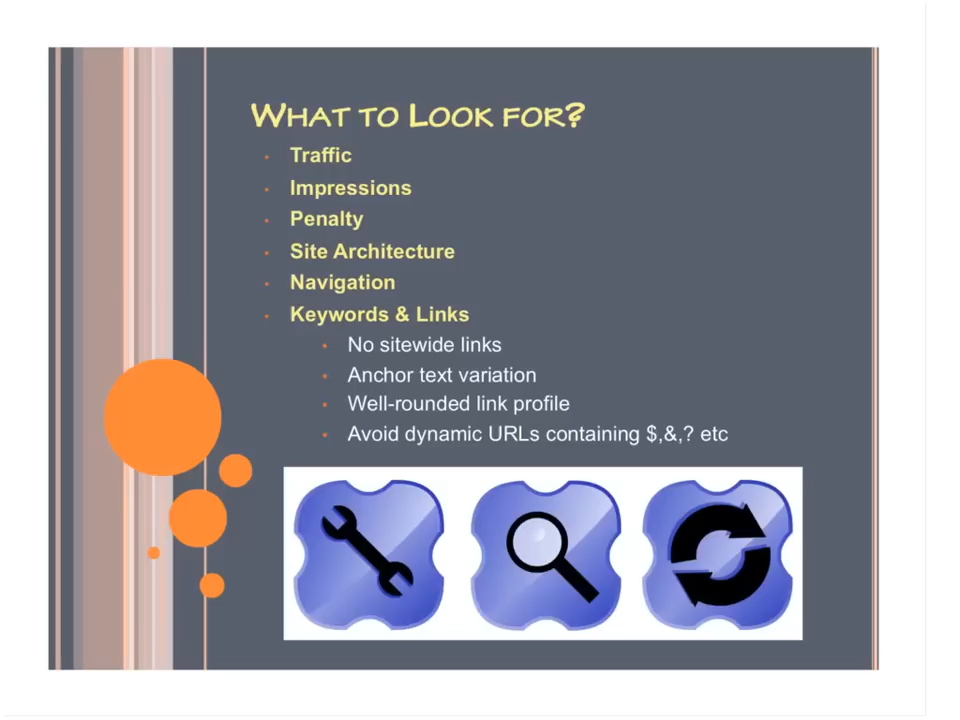 What to Look for?
Traffic
Impressions
Penalty
Site Architecture
Navigation
Keywords & Links
No sitewide links
Anchor text variation
Well-rounded link profile
Avoid dynamic URLs containing $,&,? etc